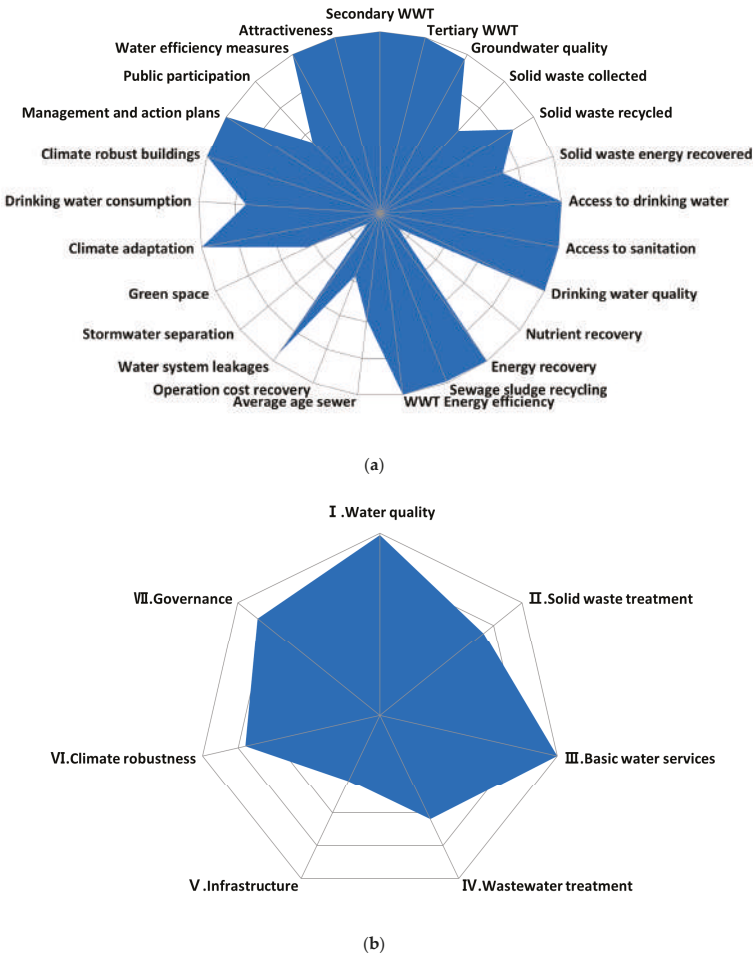 Secondary WWT
Attractiveness
Tertiary WWT
Water efficiency measures
Groundwater quality
Public participation
Solid waste collected
Management and action plans
Solid waste recycled
Climate robust buildings
Solid waste energy recovered
Drinking water consumption
Access to drinking water
Climate adaptation
Access to sanitation
Green space
Drinking water quality
Stormwater separation
Nutrient recovery
Water system leakages
Energy recovery
Operation cost recovery
Sewage sludge recycling
Average age sewer
WWT Energy efficiency
(a)
Ⅰ.Water quality
Ⅶ.Governance
Ⅱ.Solid waste treatment
Ⅵ.Climate robustness
Ⅲ.Basic water services
Ⅴ.Infrastructure
Ⅳ.Wastewater treatment
(b)